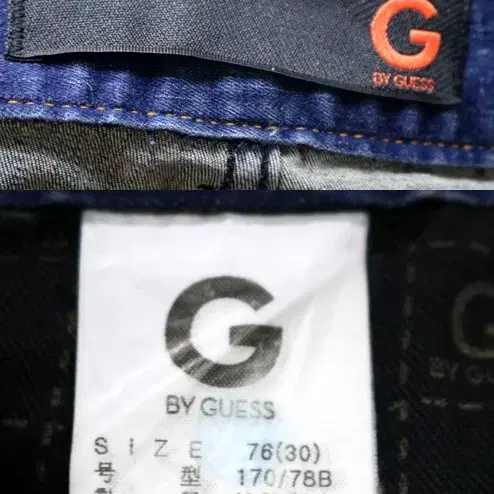 G
BY GUESS
G
BY GUESS
SIZE 76(30)
号 型 170/78B